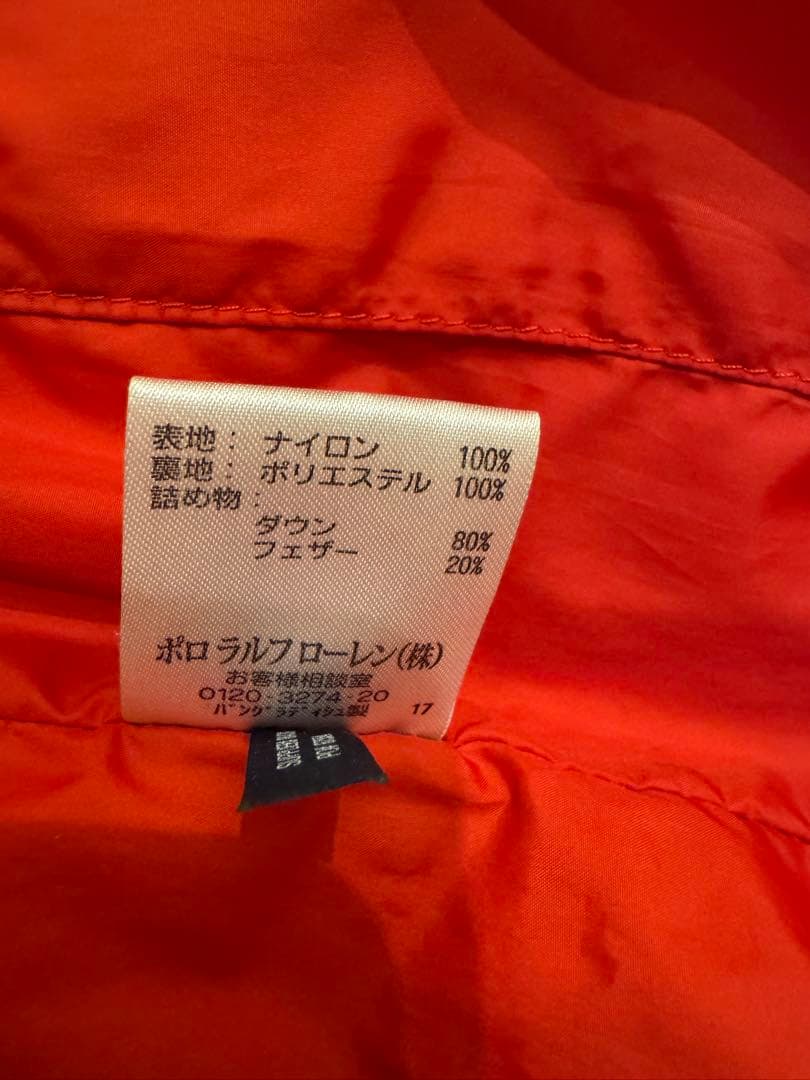 表地： ナイロン 100%
裏地： ポリエステル 100%
詰め物：
ダウン 80%
フェザー 20%
ポロ ラルフ ローレン(株)
お客様相談室
0120-3274-20
バングラディシュ製 17